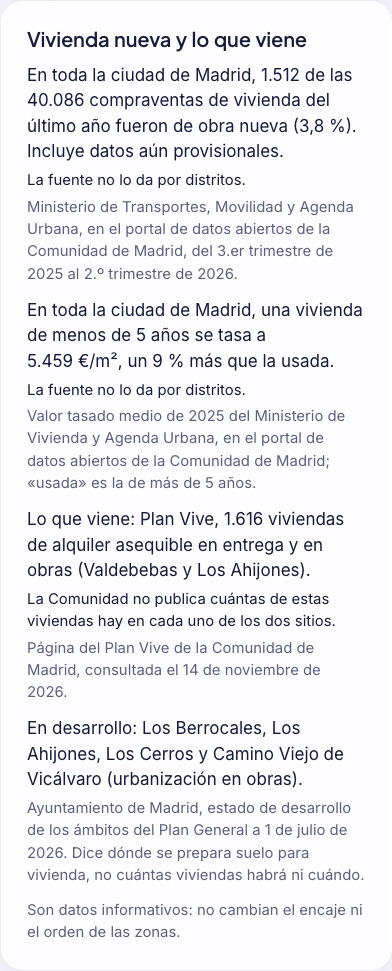 Vivienda nueva y lo que viene
En toda la ciudad de Madrid, 1.512 de las
40.086 compraventas de vivienda del
último año fueron de obra nueva (3,8 %).
Incluye datos aún provisionales.
La fuente no lo da por distritos.
Ministerio de Transportes, Movilidad y Agenda
Urbana, en el portal de datos abiertos de la
Comunidad de Madrid, del 3.er trimestre de
2025 al 2.º trimestre de 2026.
En toda la ciudad de Madrid, una vivienda
de menos de 5 años se tasa a
5.459 €/m², un 9 % más que la usada.
La fuente no lo da por distritos.
Valor tasado medio de 2025 del Ministerio de
Vivienda y Agenda Urbana, en el portal de
datos abiertos de la Comunidad de Madrid;
«usada» es la de más de 5 años.
Lo que viene: Plan Vive, 1.616 viviendas
de alquiler asequible en entrega y en
obras (Valdebebas y Los Ahijones).
La Comunidad no publica cuántas de estas
viviendas hay en cada uno de los dos sitios.
Página del Plan Vive de la Comunidad de
Madrid, consultada el 14 de noviembre de
2026.
En desarrollo: Los Berrocales, Los
Ahijones, Los Cerros y Camino Viejo de
Vicálvaro (urbanización en obras).
Ayuntamiento de Madrid, estado de desarrollo
de los ámbitos del Plan General a 1 de julio de
2026. Dice dónde se prepara suelo para
vivienda, no cuántas viviendas habrá ni cuándo.
Son datos informativos: no cambian el encaje ni
el orden de las zonas.